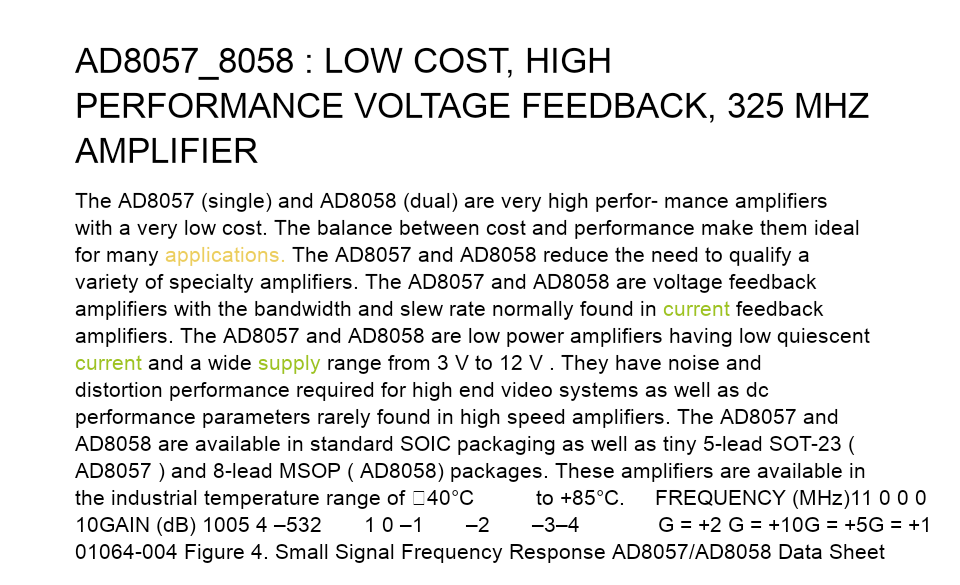 AD8057_8058 : LOW COST, HIGH
PERFORMANCE VOLTAGE FEEDBACK, 325 MHZ
AMPLIFIER
The AD8057 (single) and AD8058 (dual) are very high perfor- mance amplifiers
with a very low cost. The balance between cost and performance make them ideal
for many applications. The AD8057 and AD8058 reduce the need to qualify a
variety of specialty amplifiers. The AD8057 and AD8058 are voltage feedback
amplifiers with the bandwidth and slew rate normally found in current feedback
amplifiers. The AD8057 and AD8058 are low power amplifiers having low quiescent
current and a wide supply range from 3 V to 12 V . They have noise and
distortion performance required for high end video systems as well as dc
performance parameters rarely found in high speed amplifiers. The AD8057 and
AD8058 are available in standard SOIC packaging as well as tiny 5-lead SOT-23 (
AD8057 ) and 8-lead MSOP ( AD8058) packages. These amplifiers are available in
the industrial temperature range of □40°C to +85°C. FREQUENCY (MHz)11 0 0 0
10GAIN (dB) 1005 4 –532 1 0 –1 –2 –3–4 G = +2 G = +10G = +5G = +1
01064-004 Figure 4. Small Signal Frequency Response AD8057/AD8058 Data Sheet